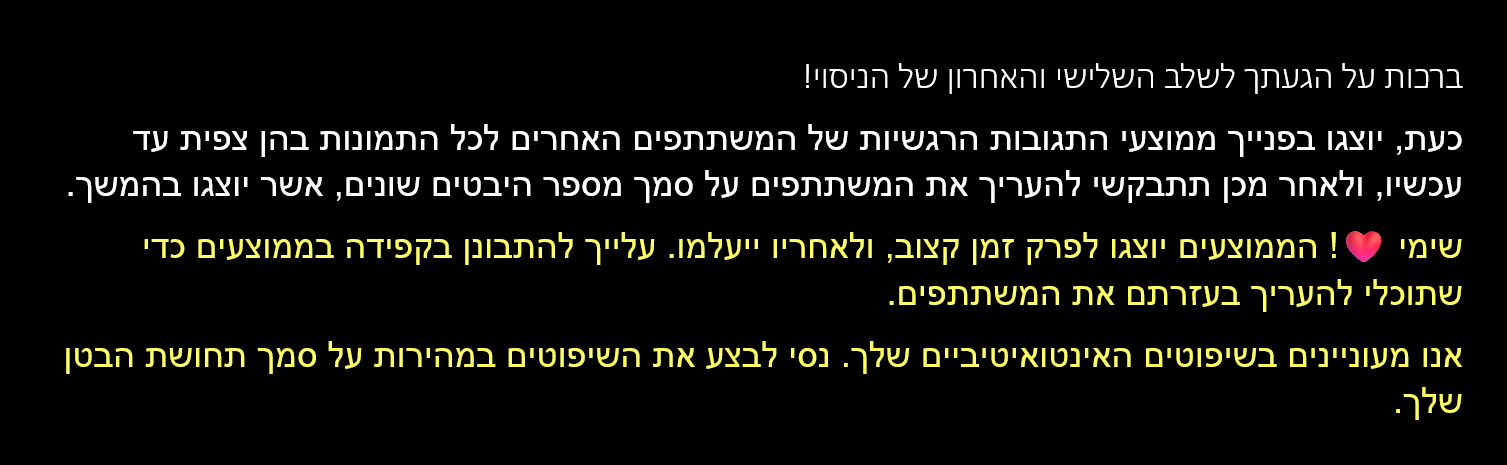 ברכות על הגעתך לשלב השלישי והאחרון של הניסוי!
כעת, יוצגו בפנייך ממוצעי התגובות הרגשיות של המשתתפים האחרים לכל התמונות בהן צפית עד
עכשיו, ולאחר מכן תתבקשי להעריך את המשתתפים על סמך מספר היבטים שונים, אשר יוצגו בהמשך.
שימי ❤️! הממוצעים יוצגו לפרק זמן קצוב, ולאחריו ייעלמו. עלייך להתבונן בקפידה בממוצעים כדי
שתוכלי להעריך בעזרתם את המשתתפים.
אנו מעוניינים בשיפוטים האינטואיטיביים שלך. נסי לבצע את השיפוטים במהירות על סמך תחושת הבטן
שלך.